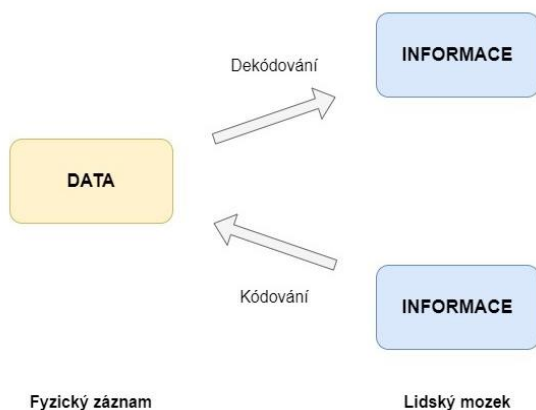 Dekódování
INFORMACE
DATA
Kódování
INFORMACE
Fyzický záznam
Lidský mozek